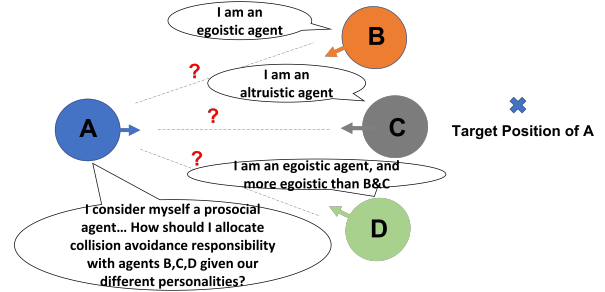 I am an
egoistic agent
B
?
I am an
altruistic agent
A
?
C
Target Position of A
?
I am an egoistic agent, and
more egoistic than B&C
D
I consider myself a prosocial
agent... How should I allocate
collision avoidance responsibility
with agents B,C,D given our
different personalities?